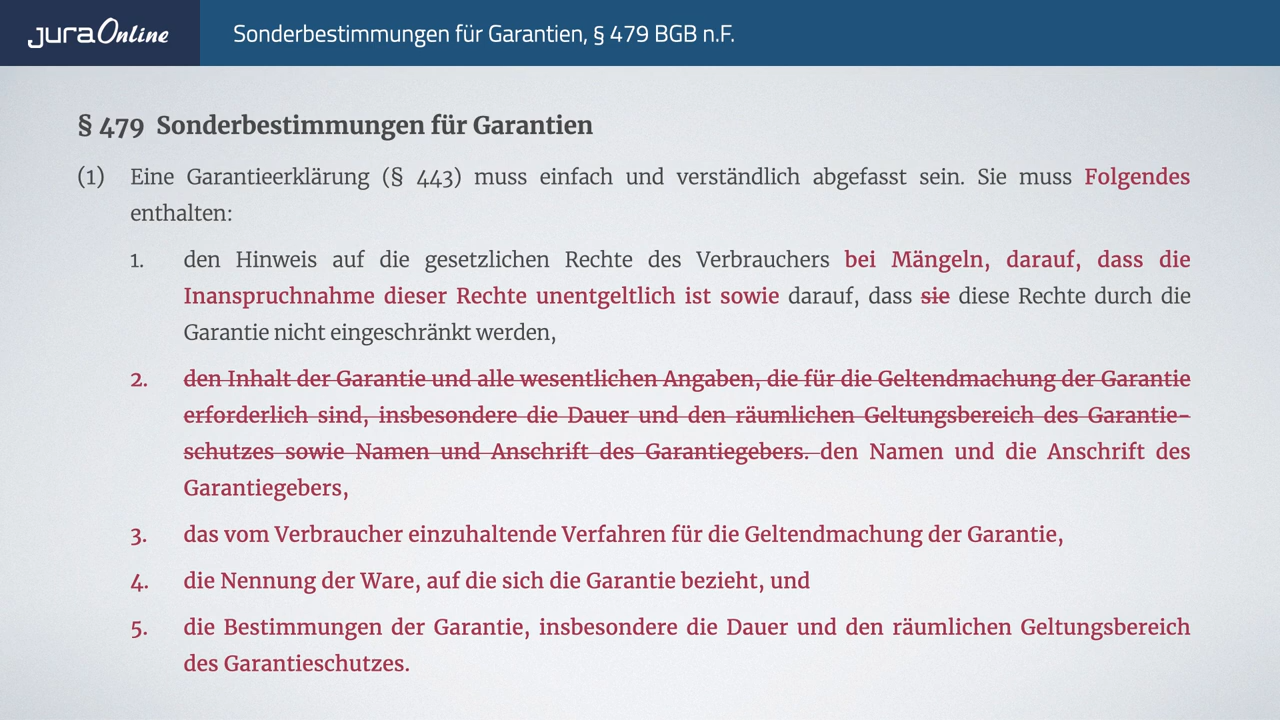 juraOnline
Sonderbestimmungen für Garantien, § 479 BGB n.F.
§ 479 Sonderbestimmungen für Garantien
(1) Eine Garantieerklärung (§ 443) muss einfach und verständlich abgefasst sein. Sie muss Folgendes
enthalten:
1. den Hinweis auf die gesetzlichen Rechte des Verbrauchers bei Mängeln, darauf, dass die
Inanspruchnahme dieser Rechte unentgeltlich ist sowie darauf, dass sie diese Rechte durch die
Garantie nicht eingeschränkt werden,
2. den Inhalt der Garantie und alle wesentlichen Angaben, die für die Geltendmachung der Garantie
erforderlich sind, insbesondere die Dauer und den räumlichen Geltungsbereich des Garantie-
schutzes sowie Namen und Anschrift des Garantiegebers. den Namen und die Anschrift des
Garantiegebers,
3. das vom Verbraucher einzuhaltende Verfahren für die Geltendmachung der Garantie,
4. die Nennung der Ware, auf die sich die Garantie bezieht, und
5. die Bestimmungen der Garantie, insbesondere die Dauer und den räumlichen Geltungsbereich
des Garantieschutzes.